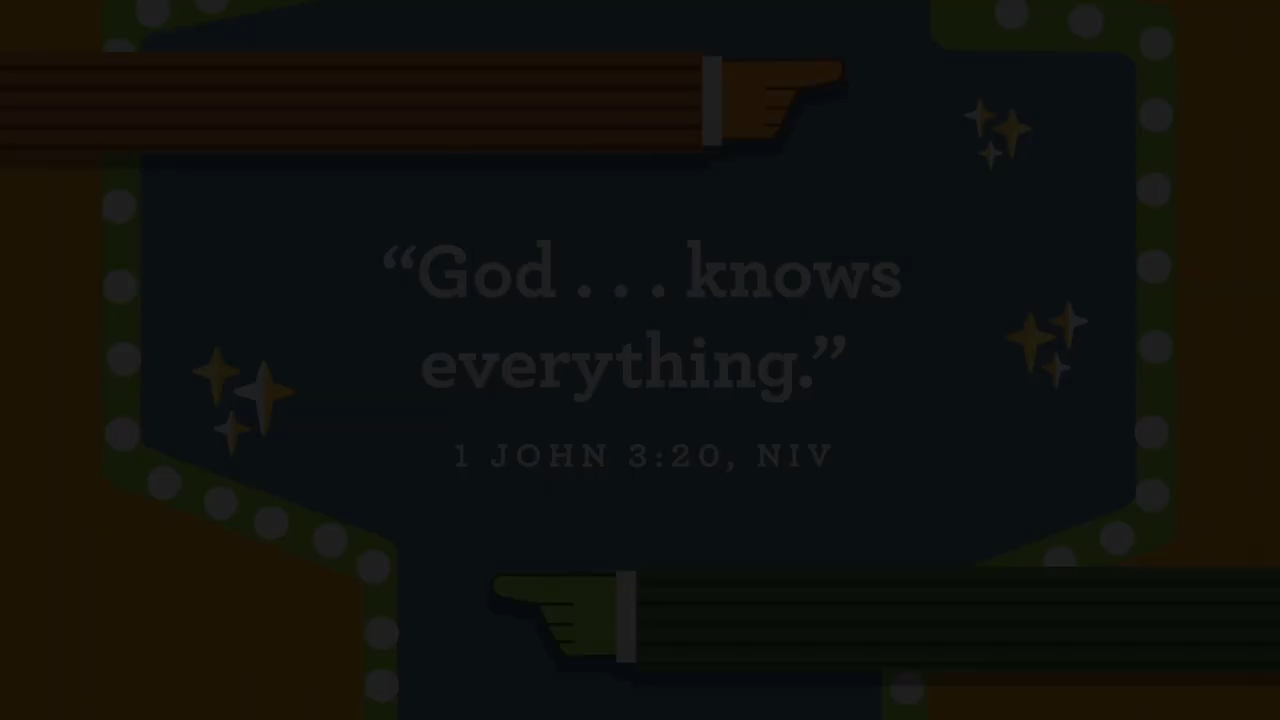 “God . . . knows
everything.”
1 JOHN 3:20, NIV